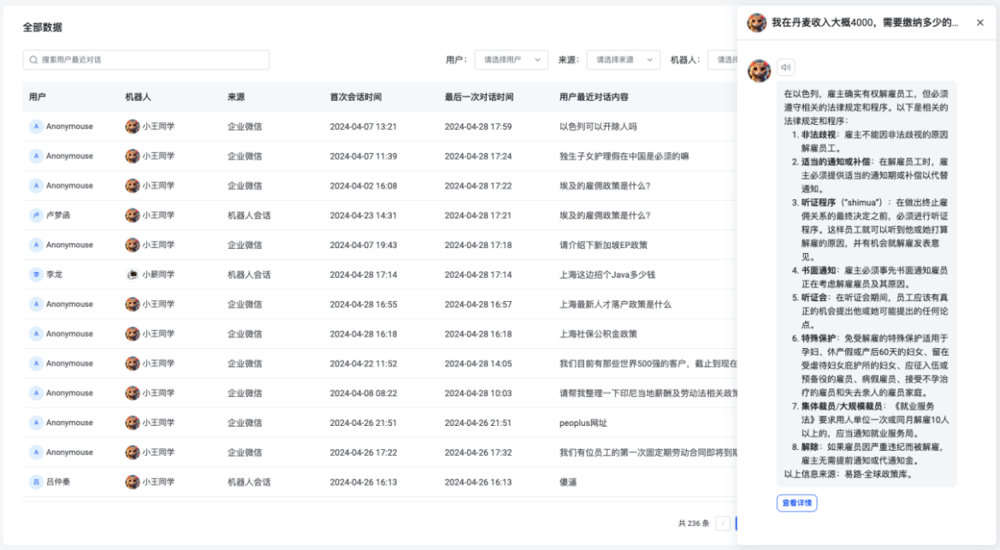 全部数据
搜索用户最近对话
用户： 请选择用户 来源： 请选择来源 机器人： 请选择
用户 机器人 来源 首次会话时间 最后一次对话时间 用户最近对话内容
A Anonymouse 小王同学 企业微信 2024-04-07 13:21 2024-04-28 17:59 以色列可以开除人吗
A Anonymouse 小王同学 企业微信 2024-04-07 11:39 2024-04-28 17:24 独生子女护理假在中国是必须的嘛
A Anonymouse 小王同学 企业微信 2024-04-02 16:08 2024-04-28 17:22 埃及的雇佣政策是什么?
卢 卢梦函 小王同学 机器人会话 2024-04-23 14:31 2024-04-28 17:21 埃及的雇佣政策是什么?
A Anonymouse 小王同学 企业微信 2024-04-07 19:43 2024-04-28 17:18 请介绍下新加坡EP政策
李 李龙 小薪同学 机器人会话 2024-04-28 17:14 2024-04-28 17:14 上海这边招个Java多少钱
A Anonymouse 小王同学 企业微信 2024-04-28 16:55 2024-04-28 16:57 上海最新人才落户政策是什么
A Anonymouse 小王同学 企业微信 2024-04-28 16:18 2024-04-28 16:18 上海社保公积金政策
A Anonymouse 小王同学 企业微信 2024-04-22 11:52 2024-04-28 14:05 我们目前有那些世界500强的客户，截止到现在
A Anonymouse 小王同学 企业微信 2024-04-08 08:22 2024-04-28 10:03 请帮我整理一下印尼当地薪酬及劳动法相关政策
A Anonymouse 小王同学 企业微信 2024-04-26 21:51 2024-04-26 21:51 peoplus网址
A Anonymouse 小王同学 企业微信 2024-04-26 17:22 2024-04-26 17:32 我们有位员工的第一次固定期劳动合同即将到期
吕 吕仲秦 小王同学 机器人会话 2024-04-26 16:13 2024-04-26 16:13 傻逼
共 236 条
我在丹麦收入大概4000，需要缴纳多少的...
在以色列，雇主确实有权解雇员工，但必须
遵守相关的法律规定和程序。以下是相关的
法律规定和程序：
1. 非法歧视：雇主不能因非法歧视的原因
解雇员工。
2. 适当的通知或补偿：在解雇员工时，雇
主必须提供适当的通知期或补偿以代替
通知。
3. 听证程序（“shimua”）：在做出终止雇
佣关系的最终决定之前，必须进行听证
程序。这样员工就可以听到他或她打算
解雇的原因，并有机会就解雇发表意
见。
4. 书面通知：雇主必须事先书面通知雇员
正在考虑解雇雇员及其原因。
5. 听证会：在听证会期间，员工应该有真
正的机会提出他或她可能提出的任何论
点。
6. 特殊保护：免受解雇的特殊保护适用于
孕妇、休产假或产后60天的妇女、留在
受虐待妇女庇护所的妇女、应征入伍或
预备役的雇员、病假雇员、接受不孕治
疗的雇员和失去亲人的雇员家庭。
7. 集体裁员/大规模裁员：《就业服务
法》要求用人单位一次或同月解雇10人
以上的，应当通知就业服务局。
8. 解除：如果雇员因严重违纪而被解雇，
雇主无需提前通知或代通知金。
以上信息来源：易路-全球政策库。
查看详情